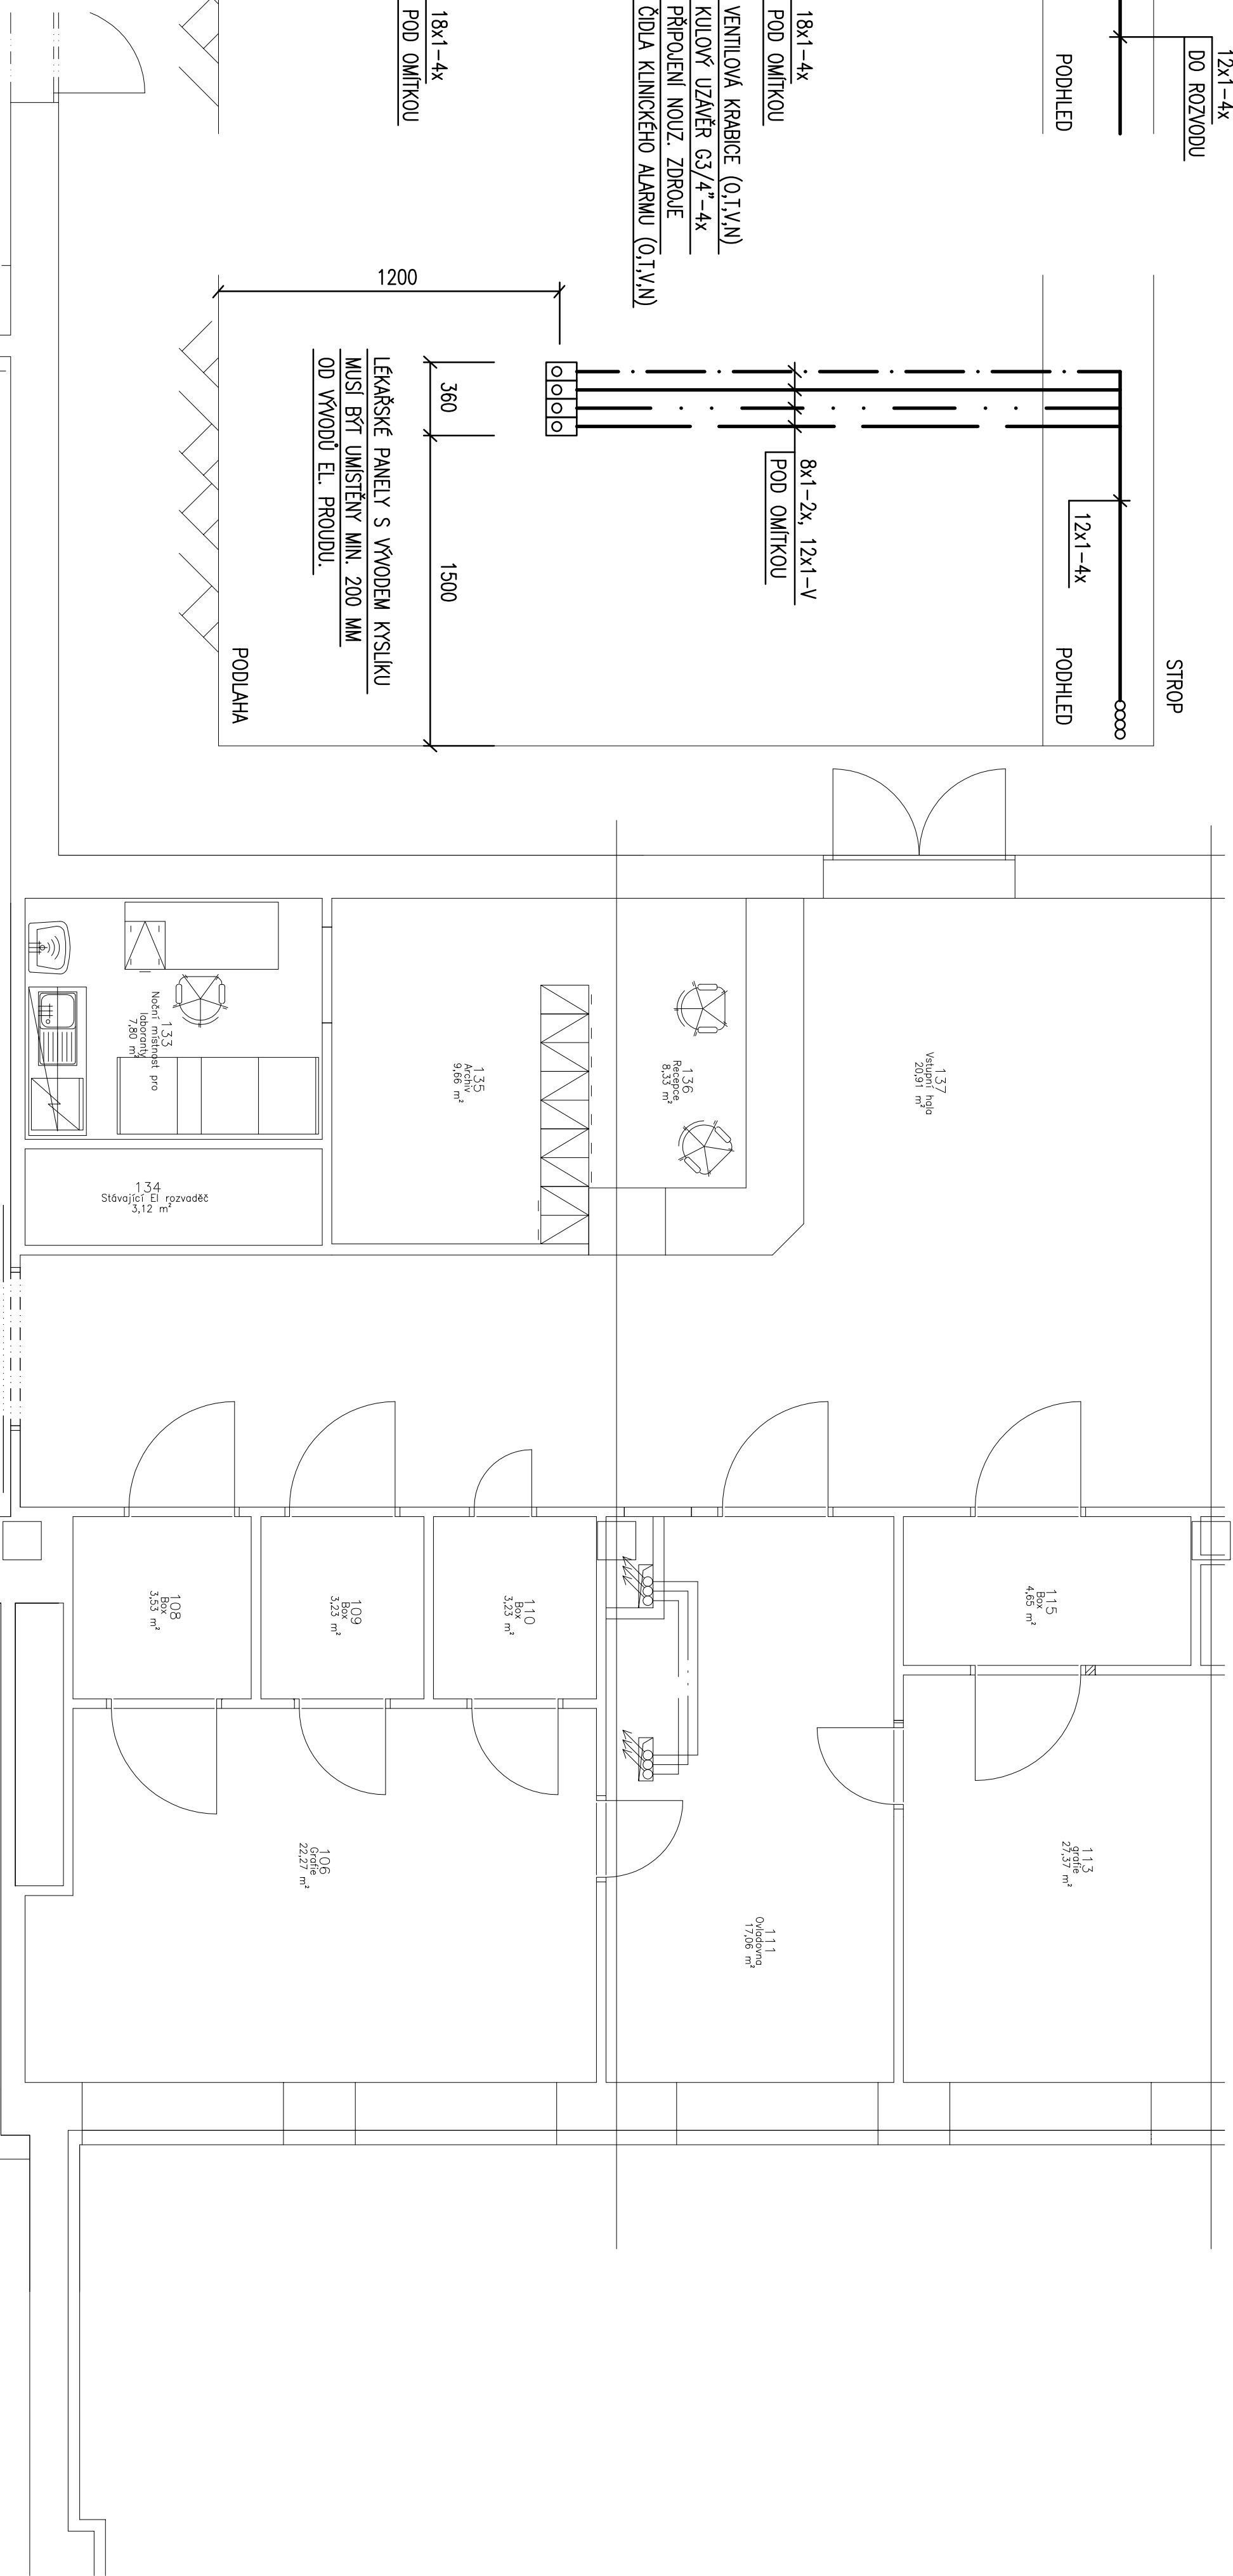 12x1-4x
DO ROZVODU
PODHLED
18x1-4x
POD OMÍTKOU
VENTILOVÁ KRABICE (O,T,V,N)
KULOVÝ UZÁVĚR G3/4"-4x
PŘIPOJENÍ NOUZ. ZDROJE
ČIDLA KLINICKÉHO ALARMU (O,T,V,N)
18x1-4x
POD OMÍTKOU
STROP
PODHLED
12x1-4x
8x1-2x, 12x1-V
POD OMÍTKOU
1200
360
1500
LÉKAŘSKÉ PANELY S VÝVODEM KYSLÍKU
MUSÍ BÝT UMÍSTĚNY MIN. 200 MM
OD VÝVODŮ EL. PROUDU.
PODLAHA
137
Vstupní hala
20,91 m²
136
Recepce
8,33 m²
135
Archiv
9,66 m²
133
Noční místnost pro
laboranty
7,80 m²
134
Stávající El rozvaděč
3,12 m²
115
Box
4,65 m²
110
Box
3,23 m²
109
Box
3,23 m²
108
Box
3,53 m²
113
grafie
27,37 m²
111
Ovladovna
17,06 m²
106
Grafie
22,27 m²